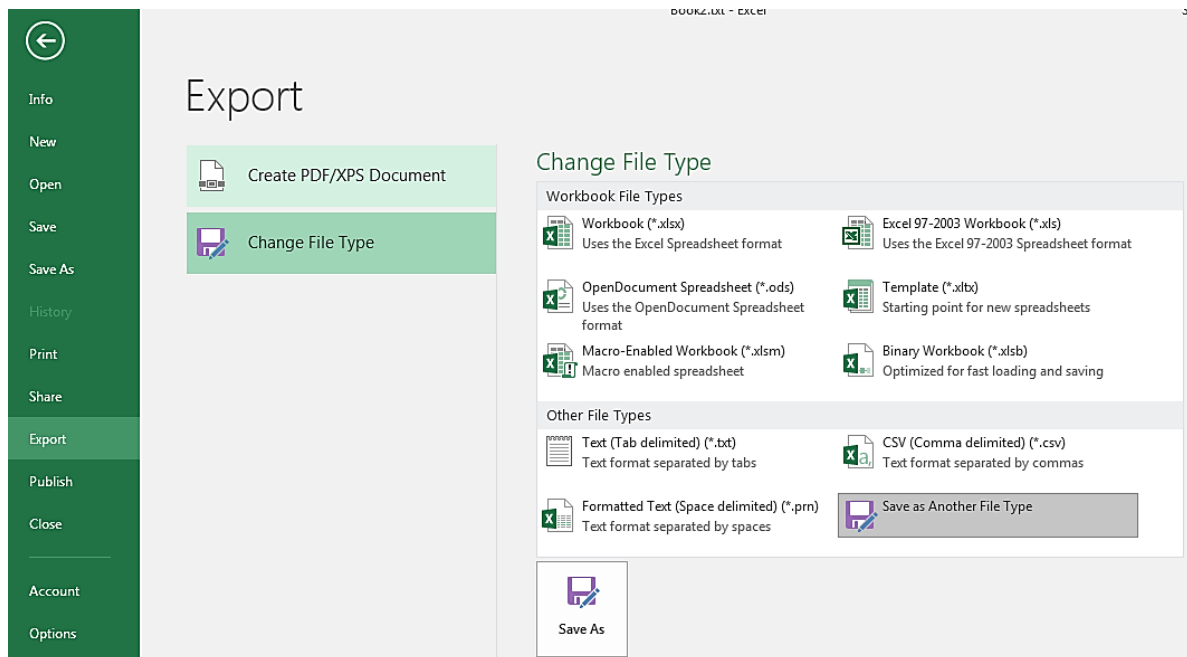 Book2.txt - Excel
Info
New
Open
Save
Save As
History
Print
Share
Export
Publish
Close
Account
Options
Export
Create PDF/XPS Document
Change File Type
Change File Type
Workbook File Types
Workbook (*.xlsx)
Uses the Excel Spreadsheet format
Excel 97-2003 Workbook (*.xls)
Uses the Excel 97-2003 Spreadsheet format
OpenDocument Spreadsheet (*.ods)
Uses the OpenDocument Spreadsheet
format
Template (*.xltx)
Starting point for new spreadsheets
Macro-Enabled Workbook (*.xlsm)
Macro enabled spreadsheet
Binary Workbook (*.xlsb)
Optimized for fast loading and saving
Other File Types
Text (Tab delimited) (*.txt)
Text format separated by tabs
CSV (Comma delimited) (*.csv)
Text format separated by commas
Formatted Text (Space delimited) (*.prn)
Text format separated by spaces
Save as Another File Type
Save As